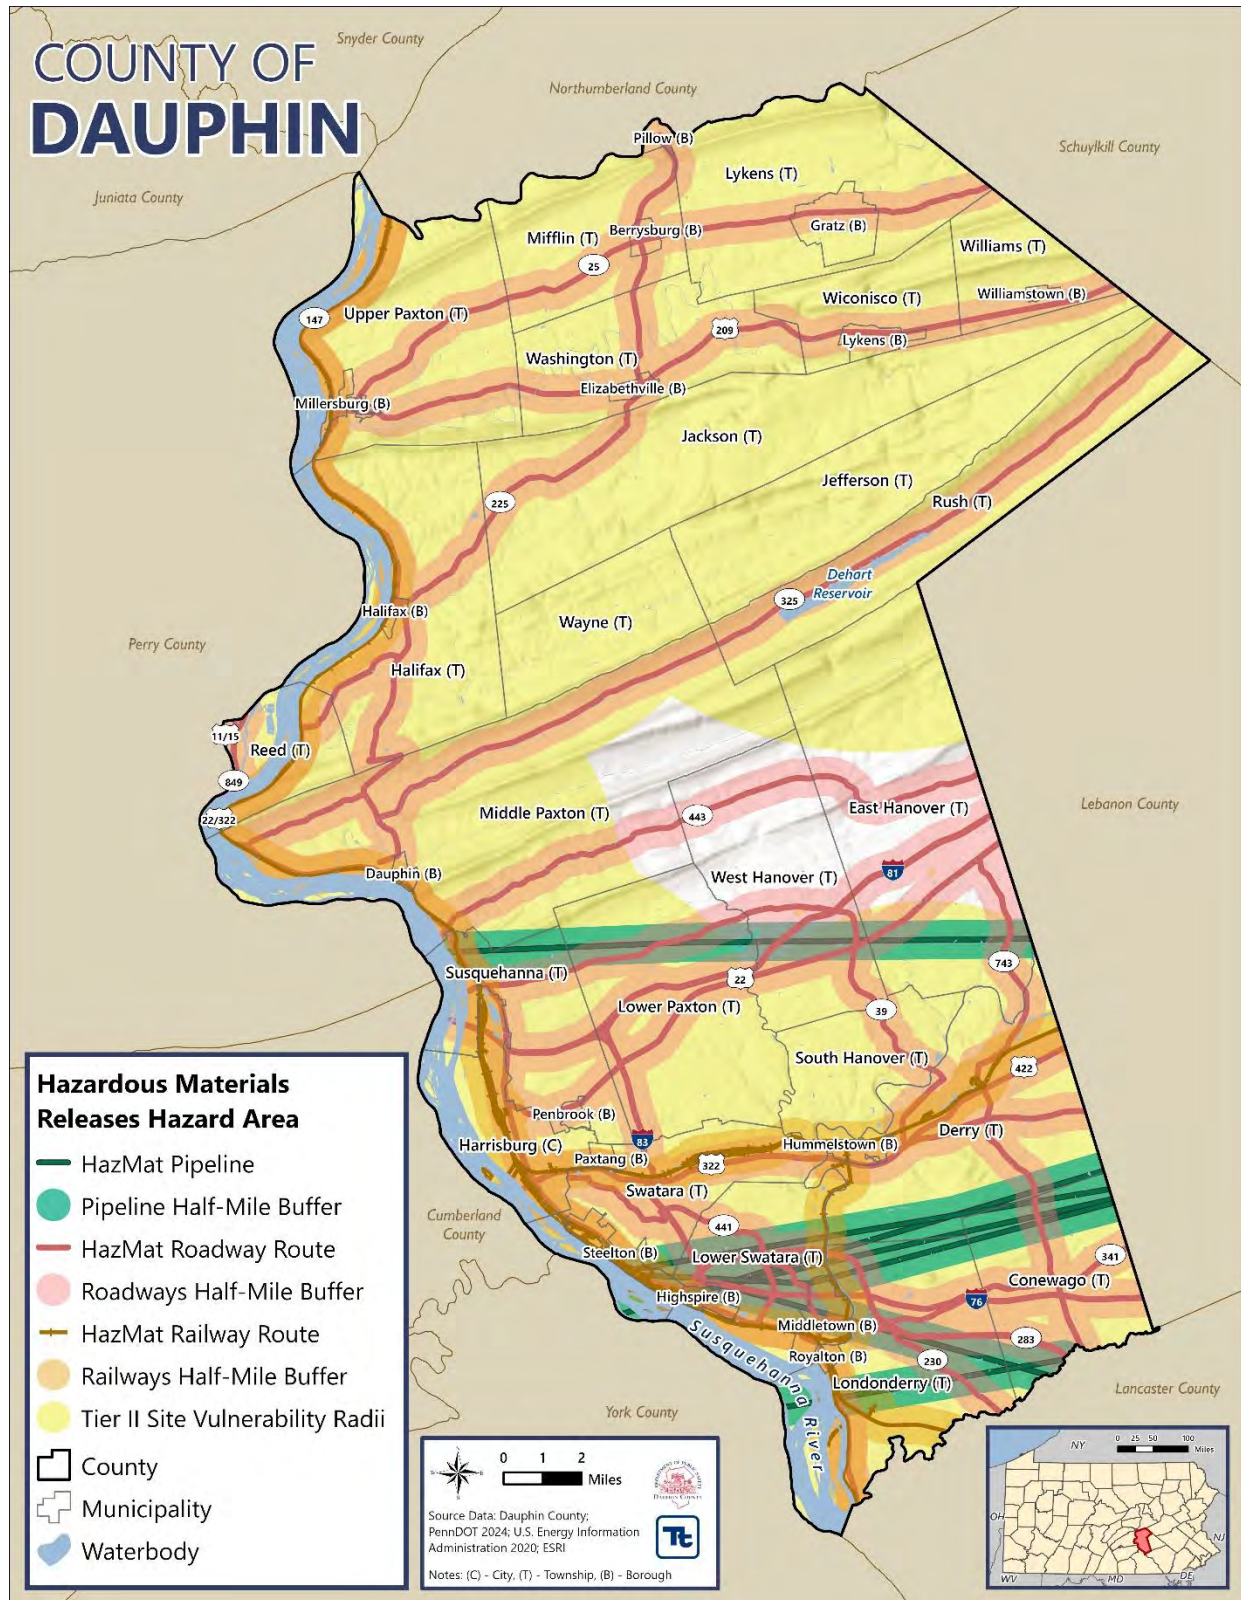 COUNTY OF
DAUPHIN
Snyder County
Northumberland County
Schuylkill County
Juniata County
Pillow (B)
Lykens (T)
Berrysburg (B)
Gratz (B)
Mifflin (T)
Williams (T)
25
Wiconisco (T)
Williamstown (B)
147
Upper Paxton (T)
209
Lykens (B)
Washington (T)
Elizabethville (B)
Millersburg (B)
Jackson (T)
Jefferson (T)
Rush (T)
225
Dehart
Reservoir
325
Halifax (B)
Wayne (T)
Perry County
Halifax (T)
11/15
Reed (T)
849
22/322
Middle Paxton (T)
443
East Hanover (T)
Lebanon County
Dauphin (B)
West Hanover (T)
81
Susquehanna (T)
22
743
Lower Paxton (T)
39
South Hanover (T)
422
Penbrook (B)
Harrisburg (C)
83
Hummelstown (B)
Derry (T)
Paxtang (B)
322
Swatara (T)
Cumberland
County
441
Steelton (B)
Lower Swatara (T)
341
Conewago (T)
Highspire (B)
76
Middletown (B)
283
Royalton (B)
230
Londonderry (T)
Susquehanna River
Lancaster County
York County
Hazardous Materials
Releases Hazard Area
HazMat Pipeline
Pipeline Half-Mile Buffer
HazMat Roadway Route
Roadways Half-Mile Buffer
HazMat Railway Route
Railways Half-Mile Buffer
Tier II Site Vulnerability Radii
County
Municipality
Waterbody
0 1 2
Miles
DEPARTMENT OF PUBLIC SAFETY
DAUPHIN COUNTY
Source Data: Dauphin County;
PennDOT 2024; U.S. Energy Information
Administration 2020; ESRI
Tt
Notes: (C) - City, (T) - Township, (B) - Borough
0 25 50 100
Miles
NY
OH
NJ
WV
MD
DE